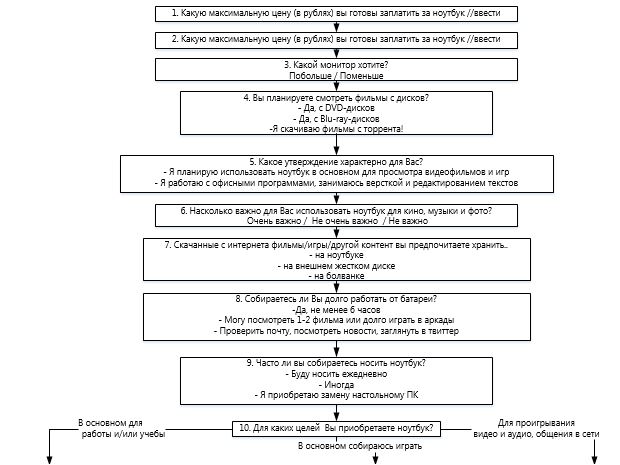 1. Какую максимальную цену (в рублях) вы готовы заплатить за ноутбук //ввести
2. Какую максимальную цену (в рублях) вы готовы заплатить за ноутбук //ввести
3. Какой монитор хотите?
Побольше / Поменьше
4. Вы планируете смотреть фильмы с дисков?
- Да, с DVD-дисков
- Да, с Blu-ray-дисков
-Я скачиваю фильмы с торрента!
5. Какое утверждение характерно для Вас?
- Я планирую использовать ноутбук в основном для просмотра видеофильмов и игр
- Я работаю с офисными программами, занимаюсь версткой и редактированием текстов
6. Насколько важно для Вас использовать ноутбук для кино, музыки и фото?
Очень важно / Не очень важно / Не важно
7. Скачанные с интернета фильмы/игры/другой контент вы предпочитаете хранить..
- на ноутбуке
- на внешнем жестком диске
- на болванке
8. Собираетесь ли Вы долго работать от батареи?
-Да, не менее 6 часов
- Могу посмотреть 1-2 фильма или долго играть в аркады
- Проверить почту, посмотреть новости, заглянуть в твиттер
9. Часто ли вы собираетесь носить ноутбук?
- Буду носить ежедневно
- Иногда
- Я приобретаю замену настольному ПК
10. Для каких целей Вы приобретаете ноутбук?
В основном для
работы и/или учебы
В основном собираюсь играть
Для проигрывания
видео и аудио, общения в сети